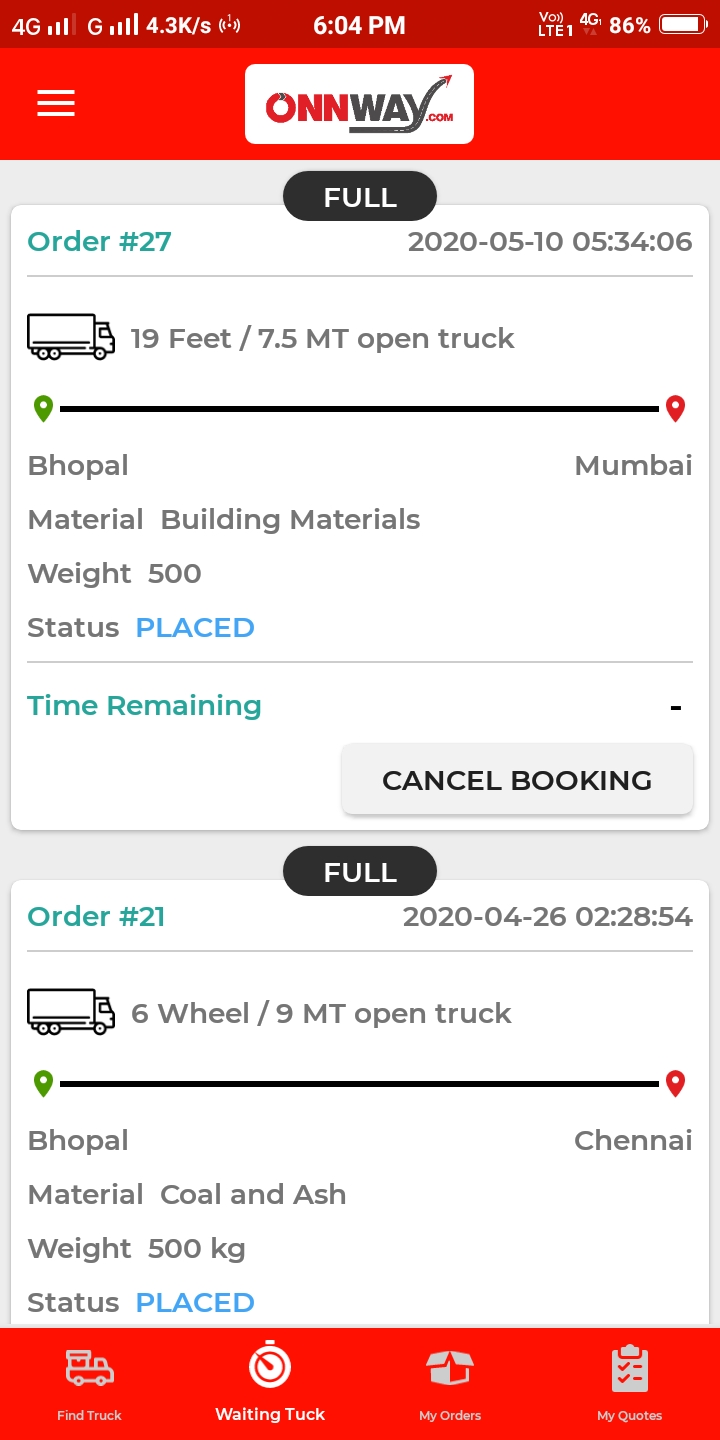 4G G 4.3K/s 6:04 PM Vo)) LTE1 4G 86%
ONNWAY.COM
FULL
Order #27 2020-05-10 05:34:06
19 Feet / 7.5 MT open truck
Bhopal Mumbai
Material Building Materials
Weight 500
Status PLACED
Time Remaining -
CANCEL BOOKING
FULL
Order #21 2020-04-26 02:28:54
6 Wheel / 9 MT open truck
Bhopal Chennai
Material Coal and Ash
Weight 500 kg
Status PLACED
Find Truck Waiting Tuck My Orders My Quotes